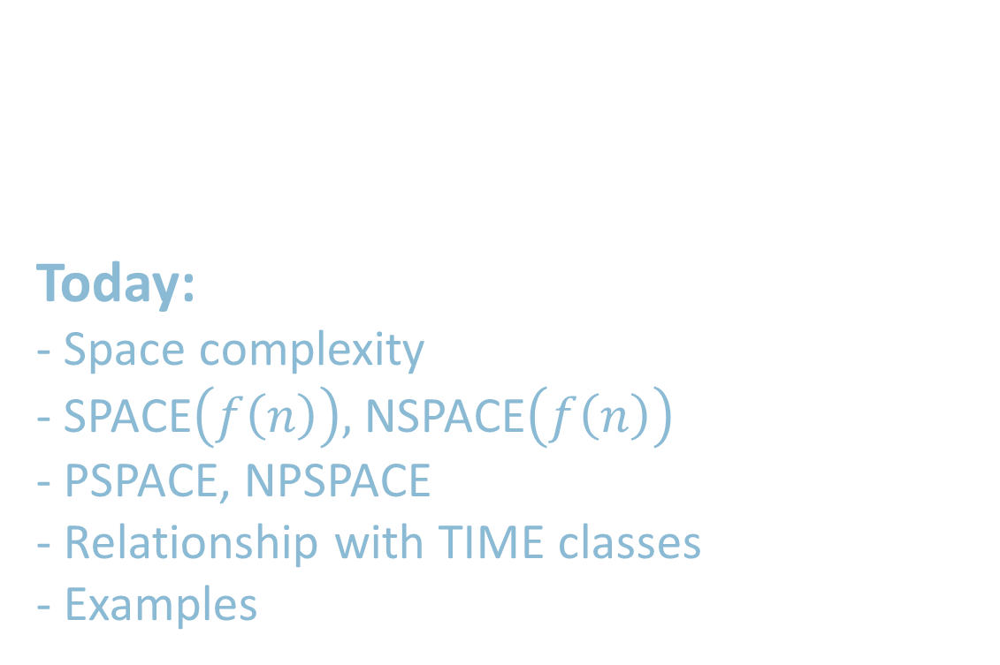 Today:
- Space complexity
- SPACE(f(n)), NSPACE(f(n))
- PSPACE, NPSPACE
- Relationship with TIME classes
- Examples